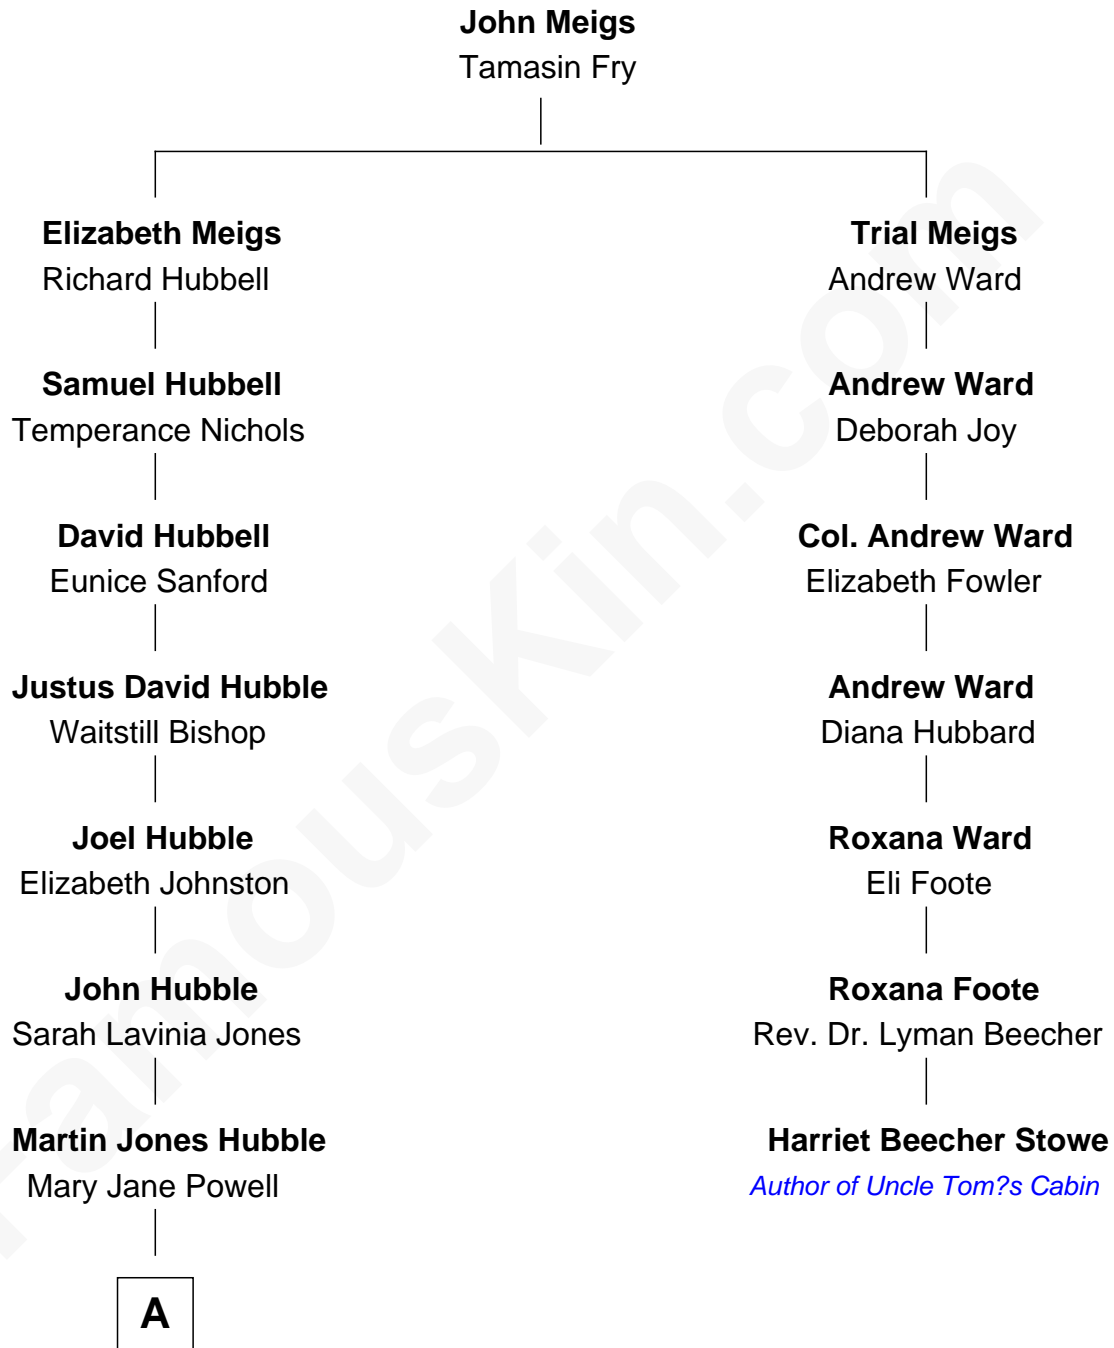 John Meigs
Tamasin Fry
Elizabeth Meigs
Richard Hubbell
Trial Meigs
Andrew Ward
Samuel Hubbell
Temperance Nichols
Andrew Ward
Deborah Joy
David Hubbell
Eunice Sanford
Col. Andrew Ward
Elizabeth Fowler
Justus David Hubble
Waitstill Bishop
Andrew Ward
Diana Hubbard
Joel Hubble
Elizabeth Johnston
Roxana Ward
Eli Foote
John Hubble
Sarah Lavinia Jones
Roxana Foote
Rev. Dr. Lyman Beecher
Martin Jones Hubble
Mary Jane Powell
Harriet Beecher Stowe
Author of Uncle Tom?s Cabin
A
FamousKin.com